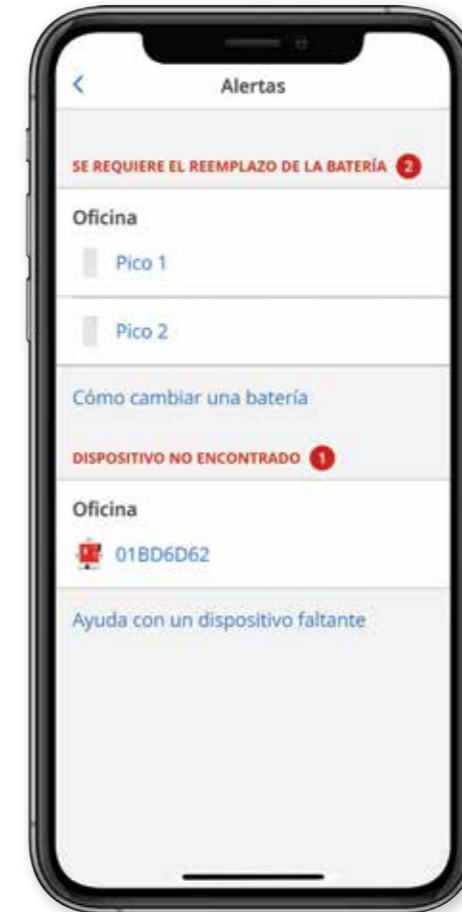 Alertas
SE REQUIERE EL REEMPLAZO DE LA BATERÍA 2
Oficina
Pico 1
Pico 2
Cómo cambiar una batería
DISPOSITIVO NO ENCONTRADO 1
Oficina
01BD6D62
Ayuda con un dispositivo faltante